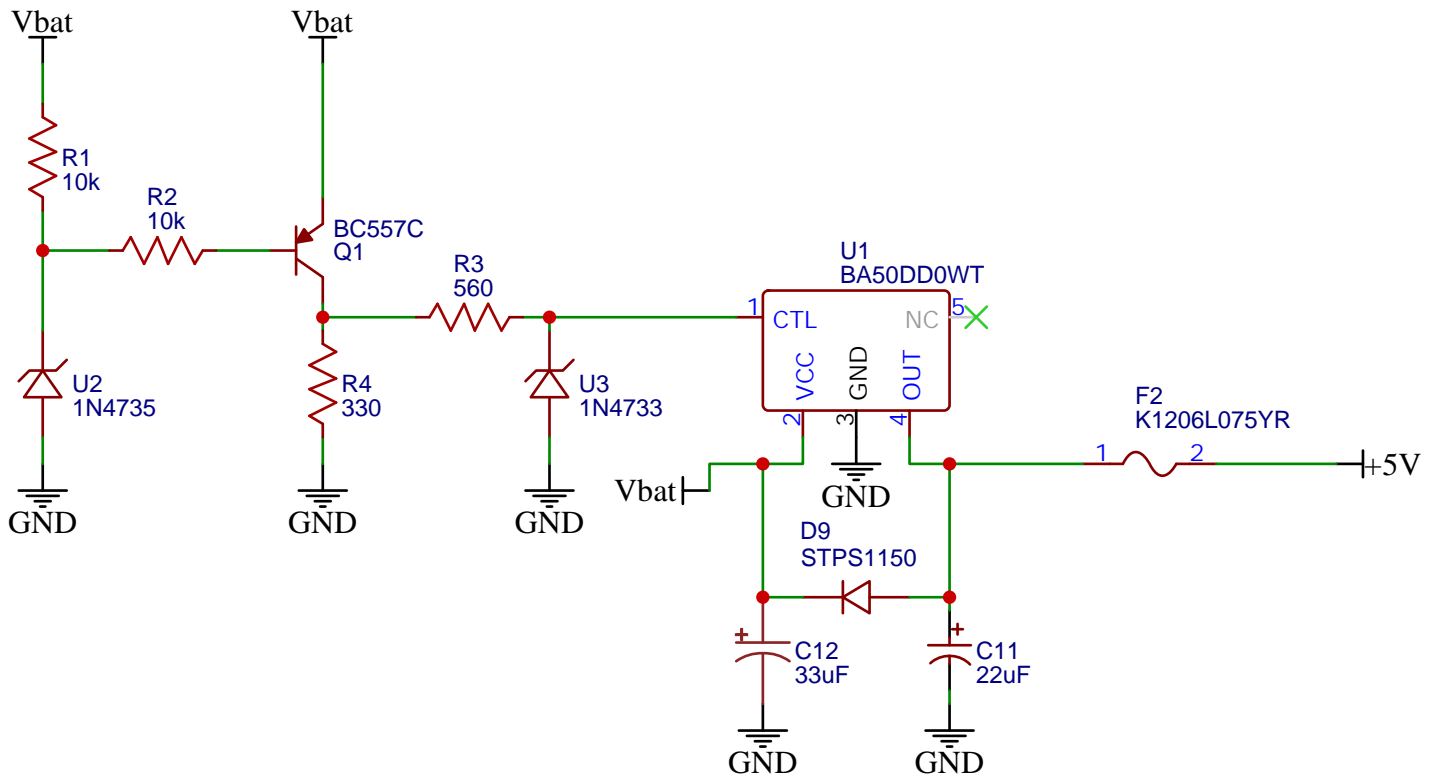 Vbat
Vbat
R1
10k
R2
10k
BC557C
Q1
R3
560
U1
BA50DD0WT
1
CTL
NC
5
VCC
GND
OUT
2
3
4
U2
1N4735
R4
330
U3
1N4733
F2
K1206L075YR
1
2
+5V
Vbat
GND
GND
GND
GND
D9
STPS1150
+
C12
33uF
+
C11
22uF
GND
GND